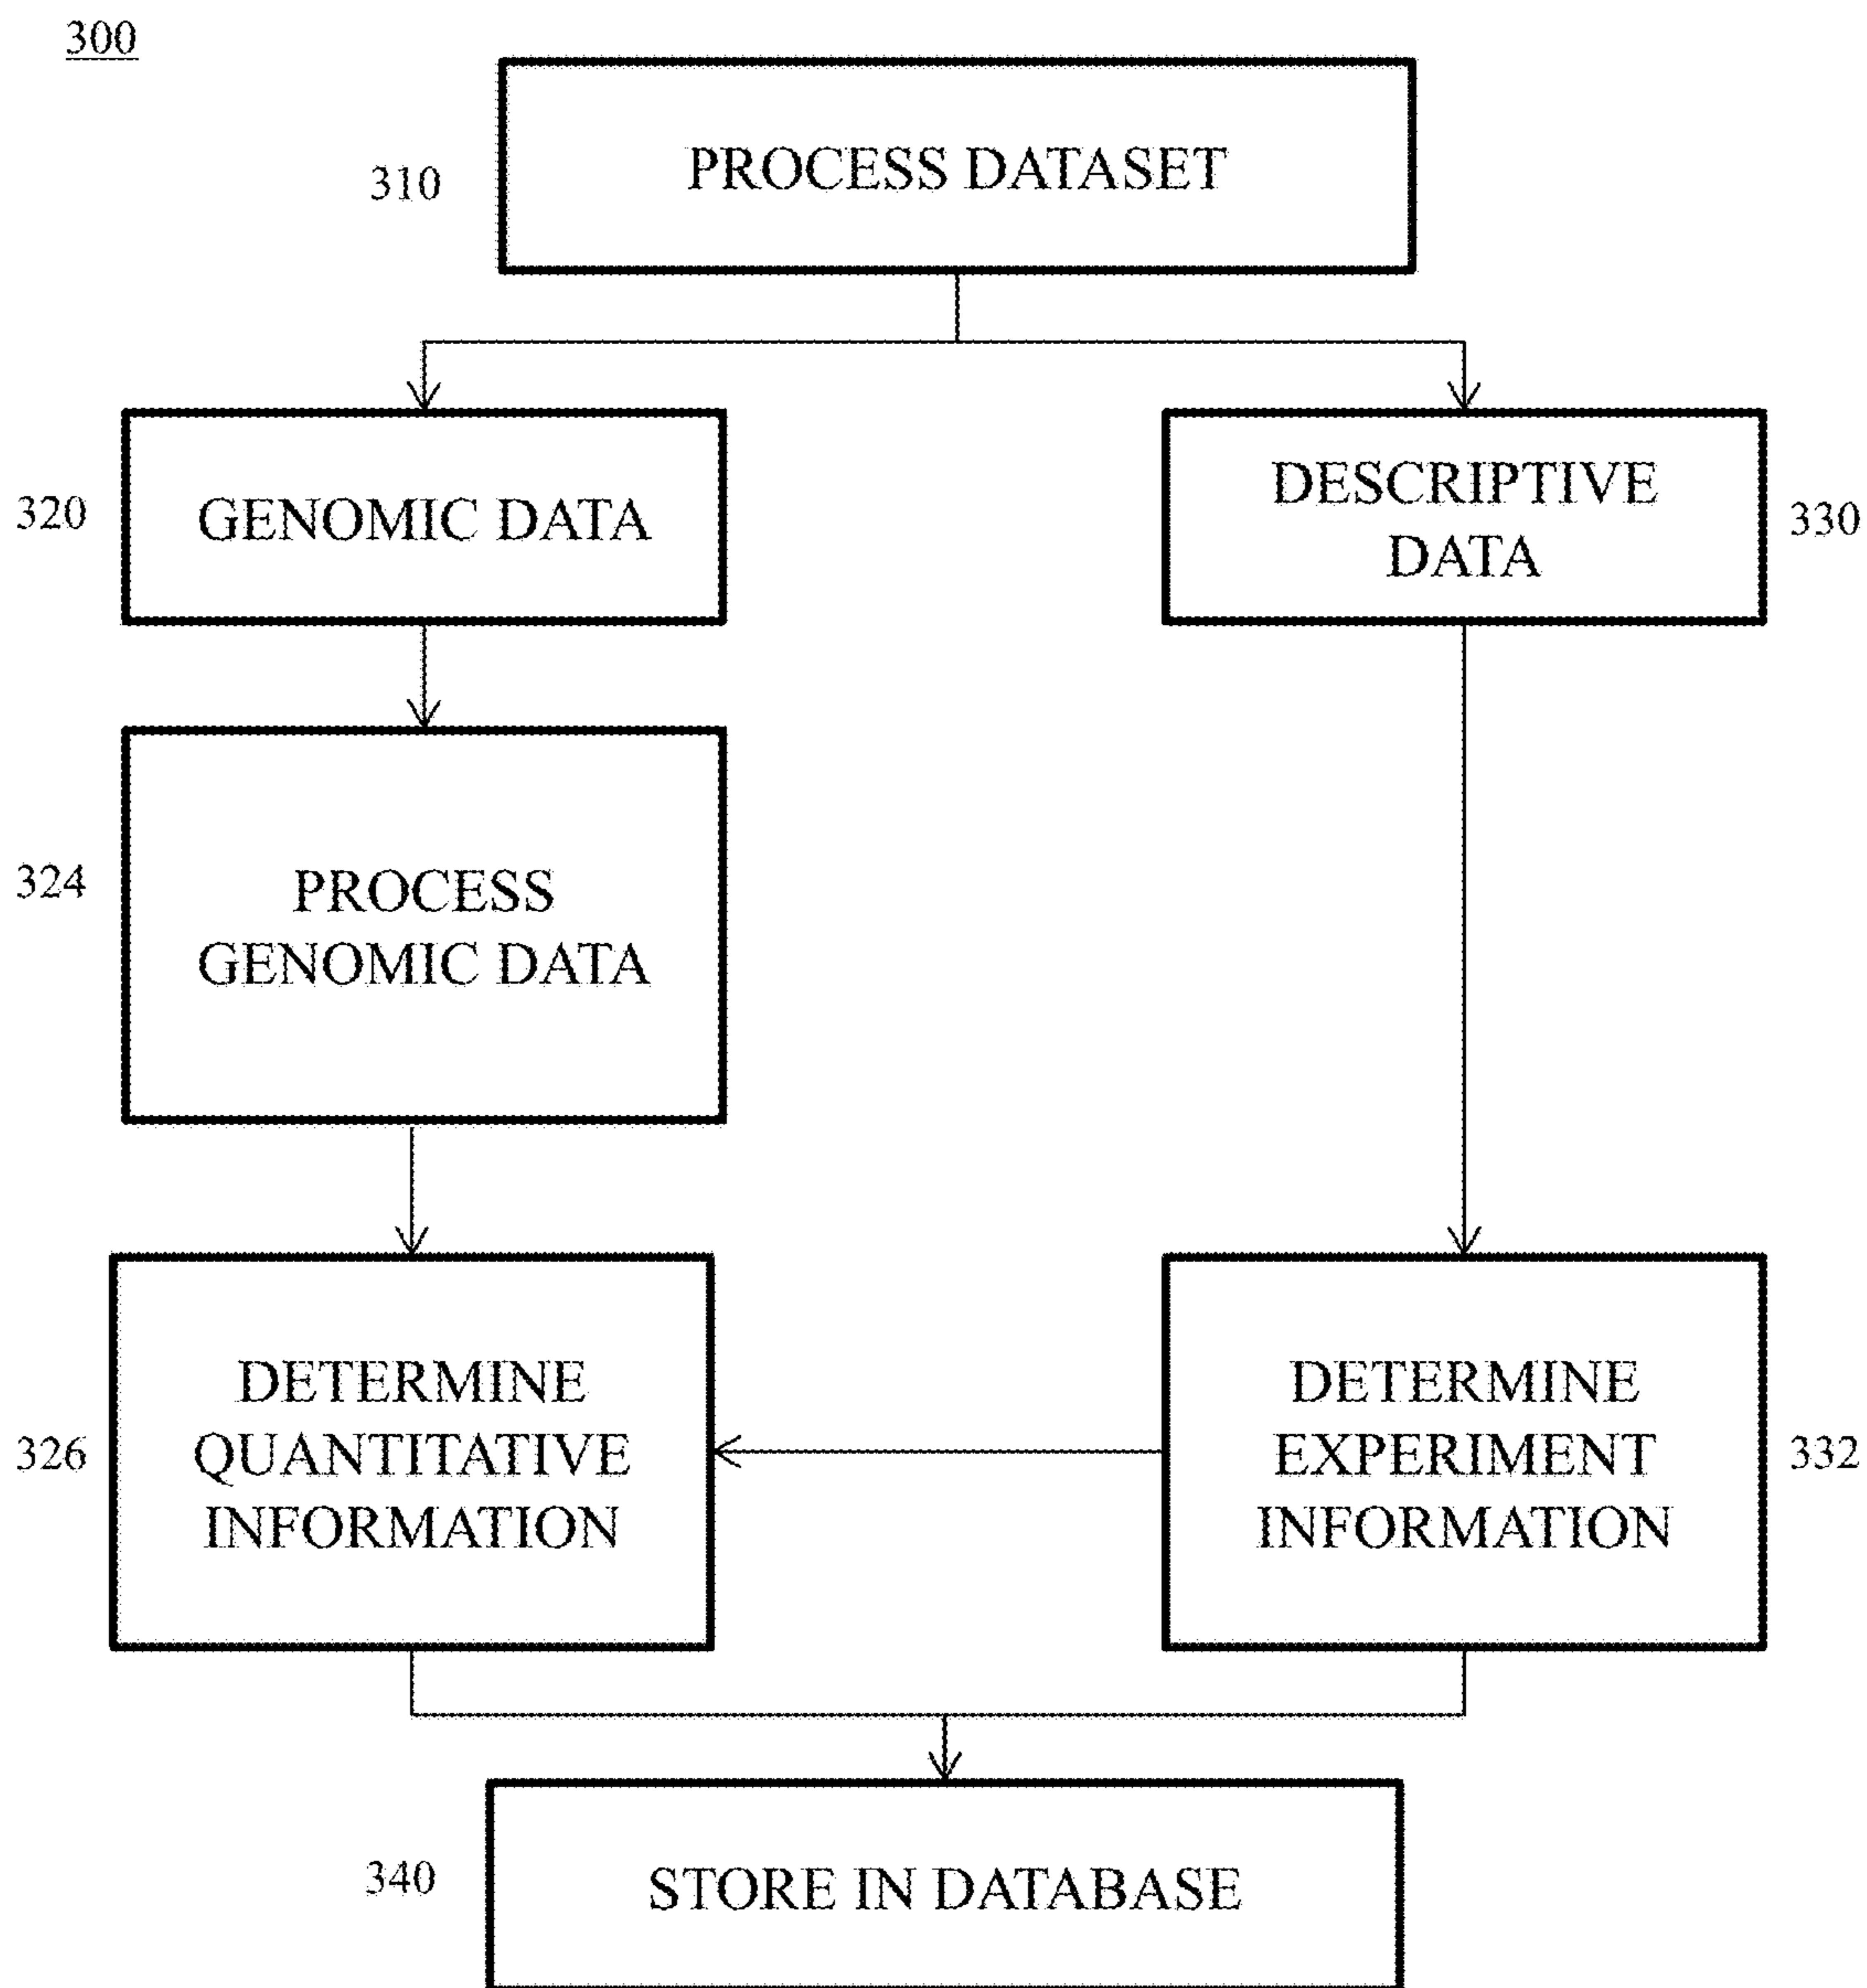 300
310
PROCESS DATASET
320
GENOMIC DATA
DESCRIPTIVE
DATA
330
324
PROCESS
GENOMIC DATA
326
DETERMINE
QUANTITATIVE
INFORMATION
DETERMINE
EXPERIMENT
INFORMATION
332
340
STORE IN DATABASE